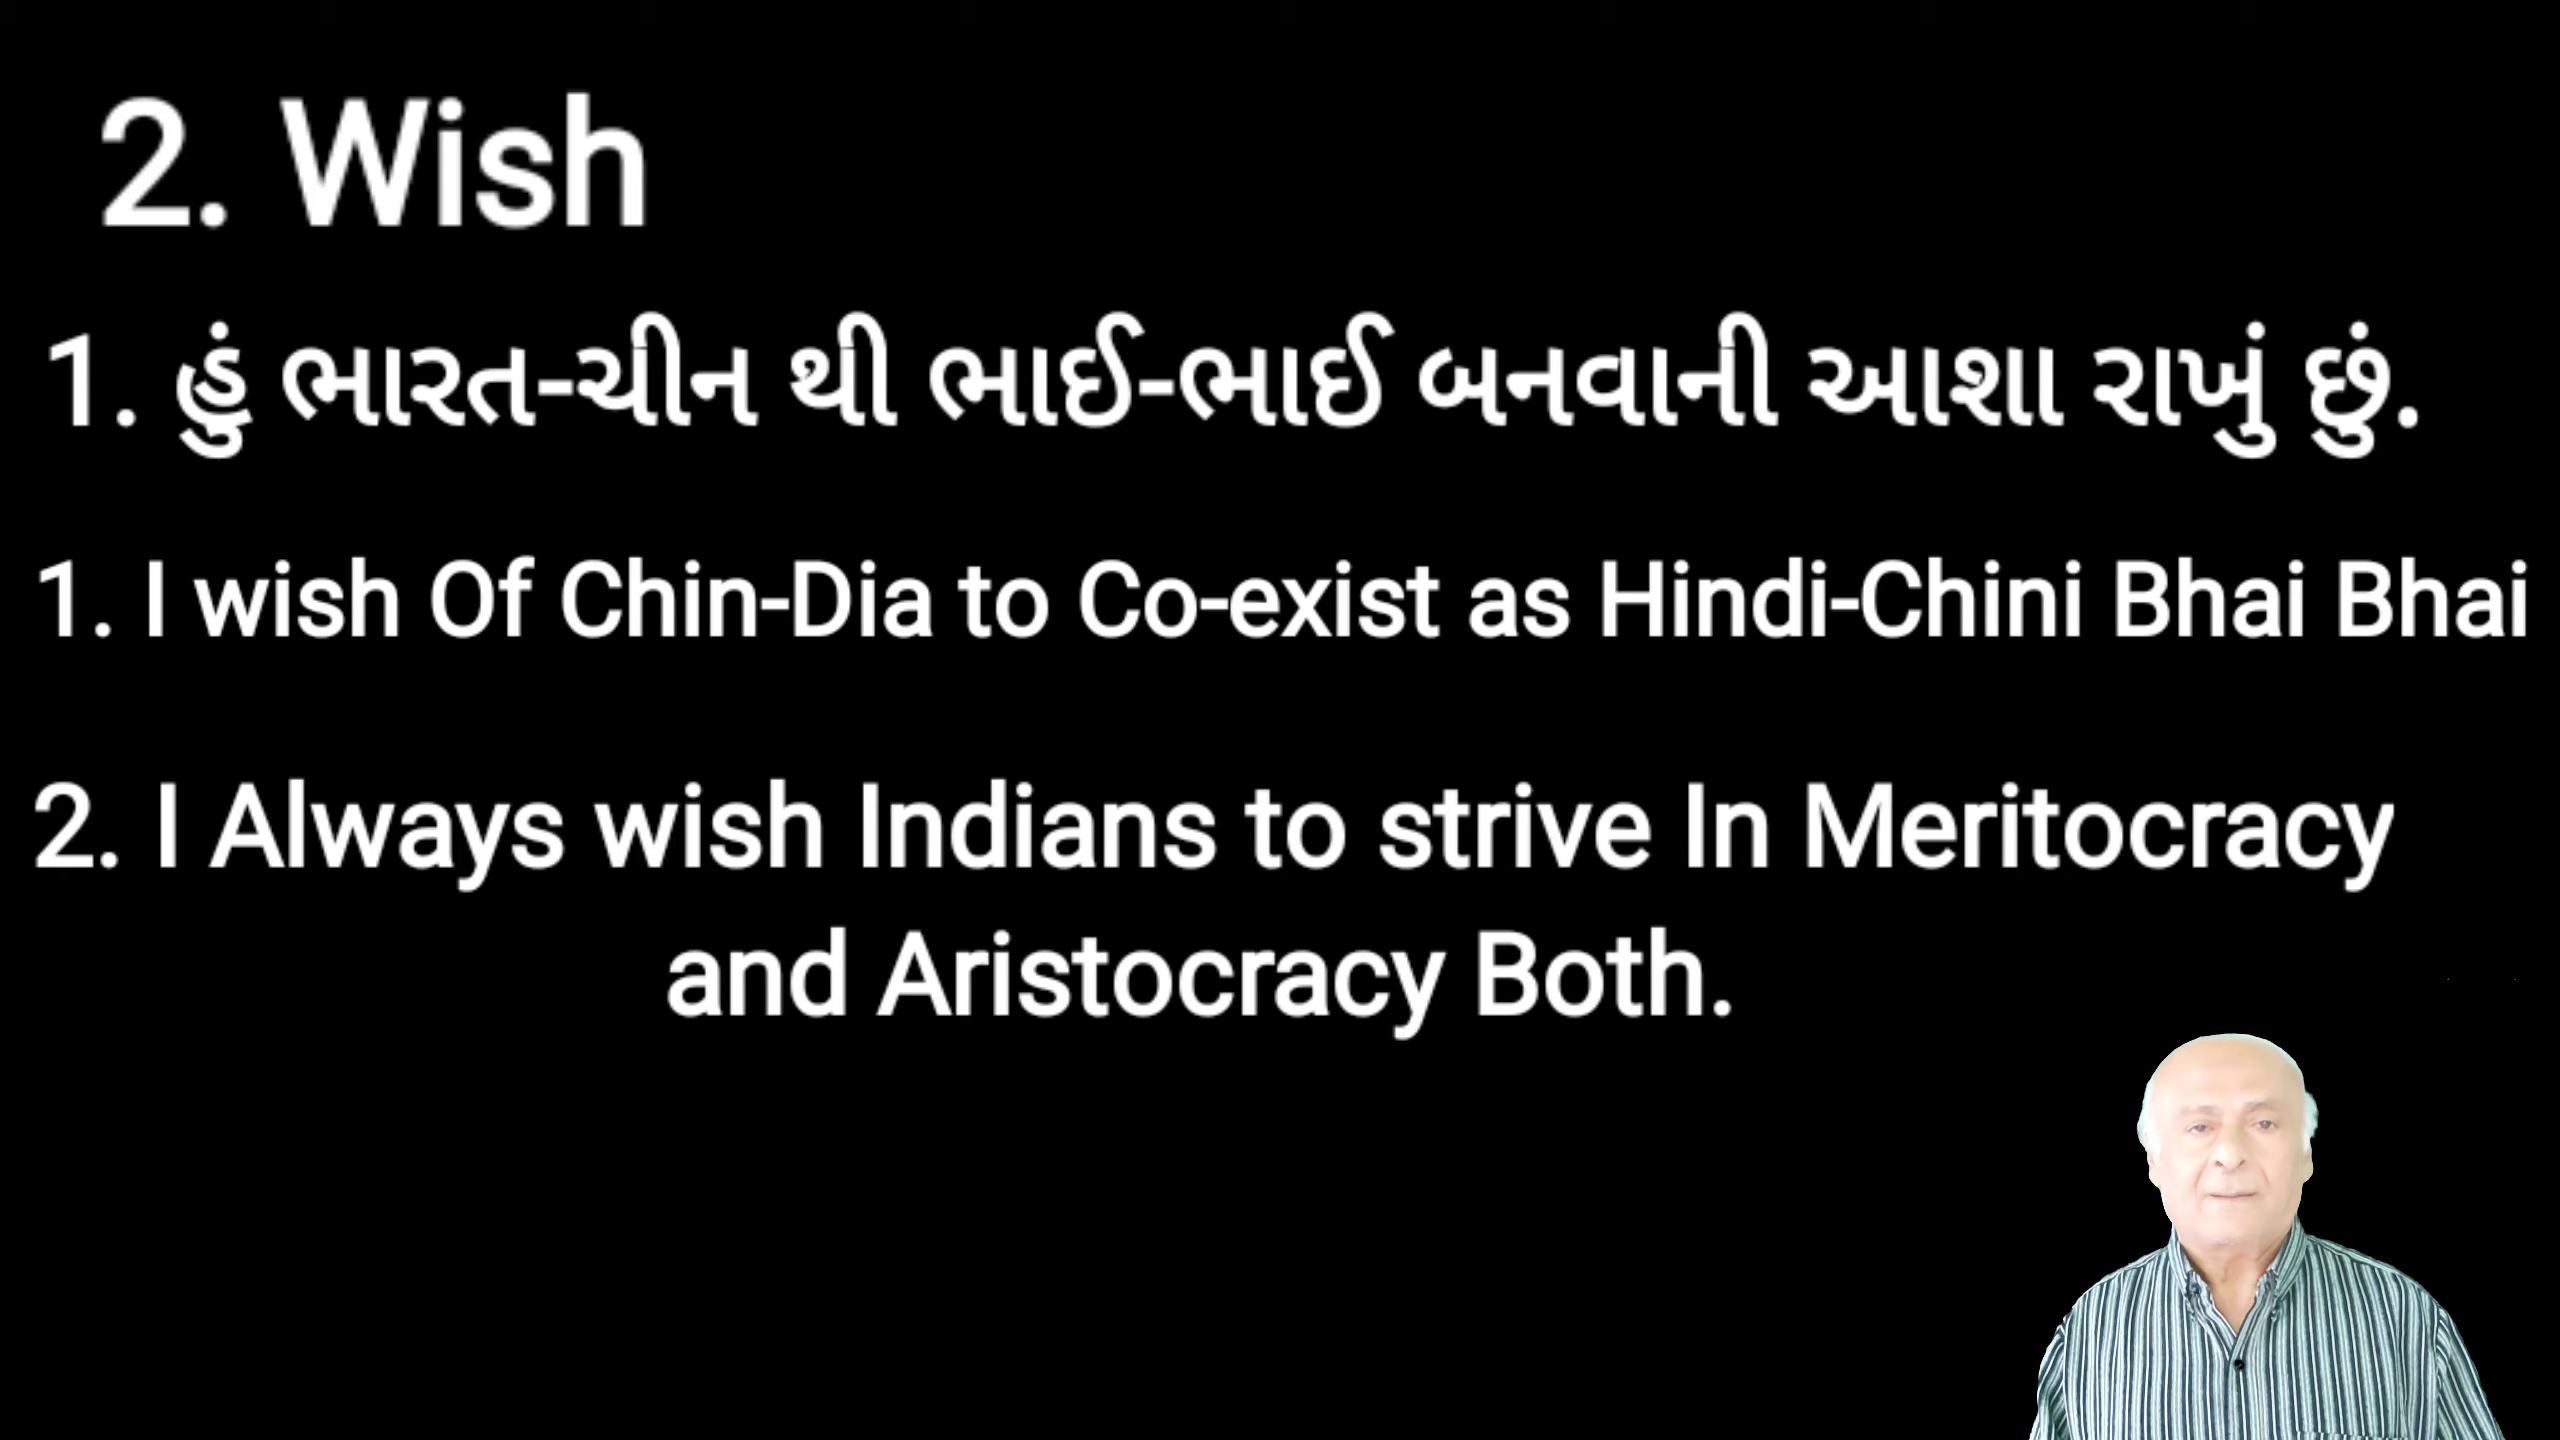 2. Wish
1. હું ભારત-ચીન થી ભાઈ-ભાઈ બનવાની આશા રાખું છું.
1. I wish Of Chin-Dia to Co-exist as Hindi-Chini Bhai Bhai
2. I Always wish Indians to strive In Meritocracy
and Aristocracy Both.